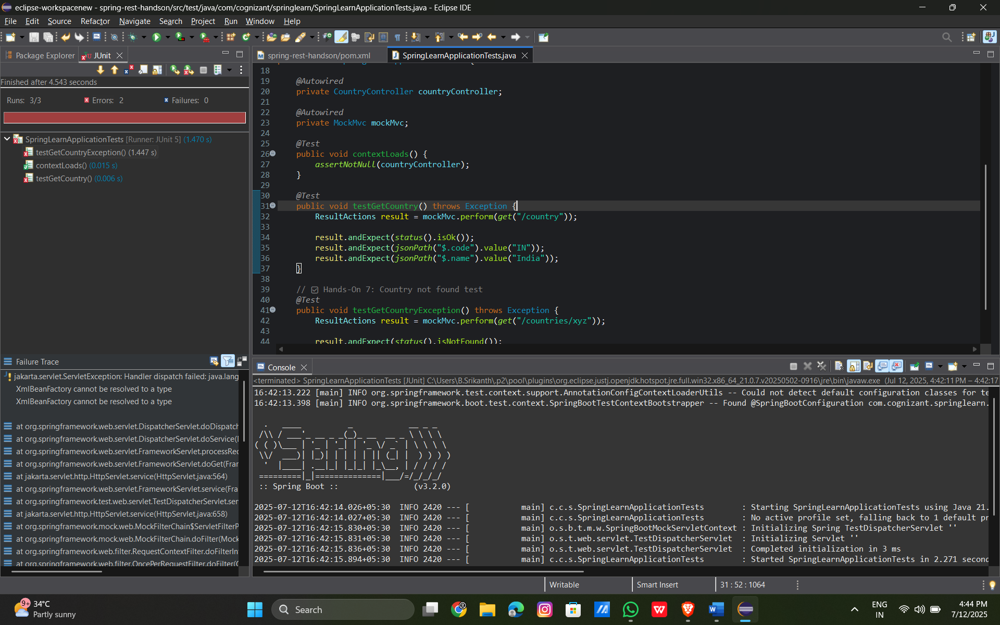 eclipse-workspacenew - spring-rest-handson/src/test/java/com/cognizant/springlearn/SpringLearnApplicationTests.java - Eclipse IDE
File Edit Source Refactor Navigate Search Project Run Window Help
Package Explorer
JUnit
Finished after 4.543 seconds
Runs: 3/3 Errors: 2 Failures: 0
SpringLearnApplicationTests [Runner: JUnit 5] (1.470 s)
testGetCountryException() (1.447 s)
contextLoads() (0.015 s)
testGetCountry() (0.006 s)
Failure Trace
jakarta.servlet.ServletException: Handler dispatch failed: java.lang
XmlBeanFactory cannot be resolved to a type
XmlBeanFactory cannot be resolved to a type
at org.springframework.web.servlet.DispatcherServlet.doDispatch
at org.springframework.web.servlet.DispatcherServlet.doService(
at org.springframework.web.servlet.FrameworkServlet.processRec
at org.springframework.web.servlet.FrameworkServlet.doGet(Frar
at jakarta.servlet.http.HttpServlet.service(HttpServlet.java:564)
at org.springframework.web.servlet.FrameworkServlet.service(Fra
at org.springframework.test.web.servlet.TestDispatcherServlet.ser
at jakarta.servlet.http.HttpServlet.service(HttpServlet.java:658)
at org.springframework.mock.web.MockFilterChain$ServletFilterP
at org.springframework.mock.web.MockFilterChain.doFilter(Mock
at org.springframework.web.filter.RequestContextFilter.doFilterIn
at org.springframework.web.filter.OncePerRequestFilter.doFilter(
spring-rest-handson/pom.xml
SpringLearnApplicationTests.java
18
19 @Autowired
20 private CountryController countryController;
21
22 @Autowired
23 private MockMvc mockMvc;
24
25 @Test
26 public void contextLoads() {
27 assertNotNull(countryController);
28 }
29
30 @Test
31 public void testGetCountry() throws Exception {
32 ResultActions result = mockMvc.perform(get("/country"));
33
34 result.andExpect(status().isOk());
35 result.andExpect(jsonPath("$.code").value("IN"));
36 result.andExpect(jsonPath("$.name").value("India"));
37 }
38
39 // ☑ Hands-On 7: Country not found test
40 @Test
41 public void testGetCountryException() throws Exception {
42 ResultActions result = mockMvc.perform(get("/countries/xyz"));
43
44 result.andExpect(status().isNotFound());
Console
<terminated> SpringLearnApplicationTests [JUnit] C:\Users\B.Srikanth\.p2\pool\plugins\org.eclipse.justj.openjdk.hotspot.jre.full.win32.x86_64_21.0.7.v20250502-0916\jre\bin\javaw.exe (Jul 12, 2025, 4:42:11 PM – 4:42:17
16:42:13.222 [main] INFO org.springframework.test.context.support.AnnotationConfigContextLoaderUtils -- Could not detect default configuration classes for te
16:42:13.398 [main] INFO org.springframework.boot.test.context.SpringBootTestContextBootstrapper -- Found @SpringBootConfiguration com.cognizant.springlearn.
Spring
:: Spring Boot :: (v3.2.0)
2025-07-12T16:42:14.026+05:30 INFO 2420 --- [ main] c.c.s.SpringLearnApplicationTests : Starting SpringLearnApplicationTests using Java 21.
2025-07-12T16:42:14.027+05:30 INFO 2420 --- [ main] c.c.s.SpringLearnApplicationTests : No active profile set, falling back to 1 default pr
2025-07-12T16:42:15.830+05:30 INFO 2420 --- [ main] o.s.b.t.m.w.SpringBootMockServletContext : Initializing Spring TestDispatcherServlet ''
2025-07-12T16:42:15.831+05:30 INFO 2420 --- [ main] o.s.t.web.servlet.TestDispatcherServlet : Initializing Servlet ''
2025-07-12T16:42:15.836+05:30 INFO 2420 --- [ main] o.s.t.web.servlet.TestDispatcherServlet : Completed initialization in 3 ms
2025-07-12T16:42:15.894+05:30 INFO 2420 --- [ main] c.c.s.SpringLearnApplicationTests : Started SpringLearnApplicationTests in 2.271 second
Writable Smart Insert 31 : 52 : 1064
9+ 34°C
Partly sunny
Search
ENG
IN
4:44 PM
7/12/2025